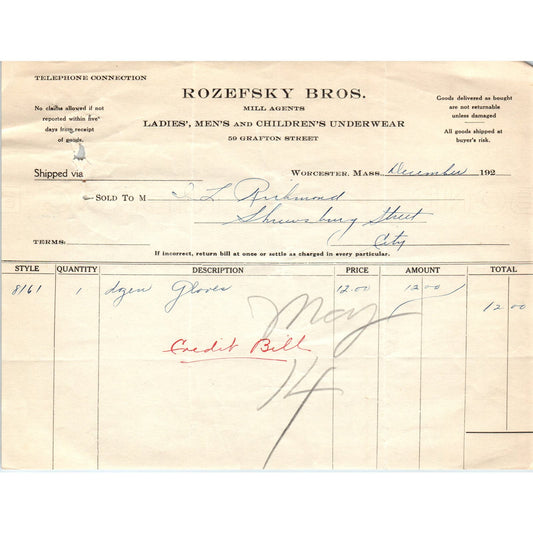 TELEPHONE CONNECTION
ROZEFSKY BROS.
MILL AGENTS
LADIES', MEN'S AND CHILDREN'S UNDERWEAR
59 GRAFTON STREET
No claims allowed if not
reported within five
days from receipt
of goods.
Goods delivered as bought
are not returnable
unless damaged
All goods shipped at
buyer's risk.
Shipped via
WORCESTER, MASS. December 192
SOLD TO M L Richmond
Shrewsbury Street
City
TERMS:
If incorrect, return bill at once or settle as charged in every particular.
STYLE QUANTITY DESCRIPTION PRICE AMOUNT TOTAL
8161 1 dozen Gloves 12.00 12 00
12 00
May
Credit Bill
14